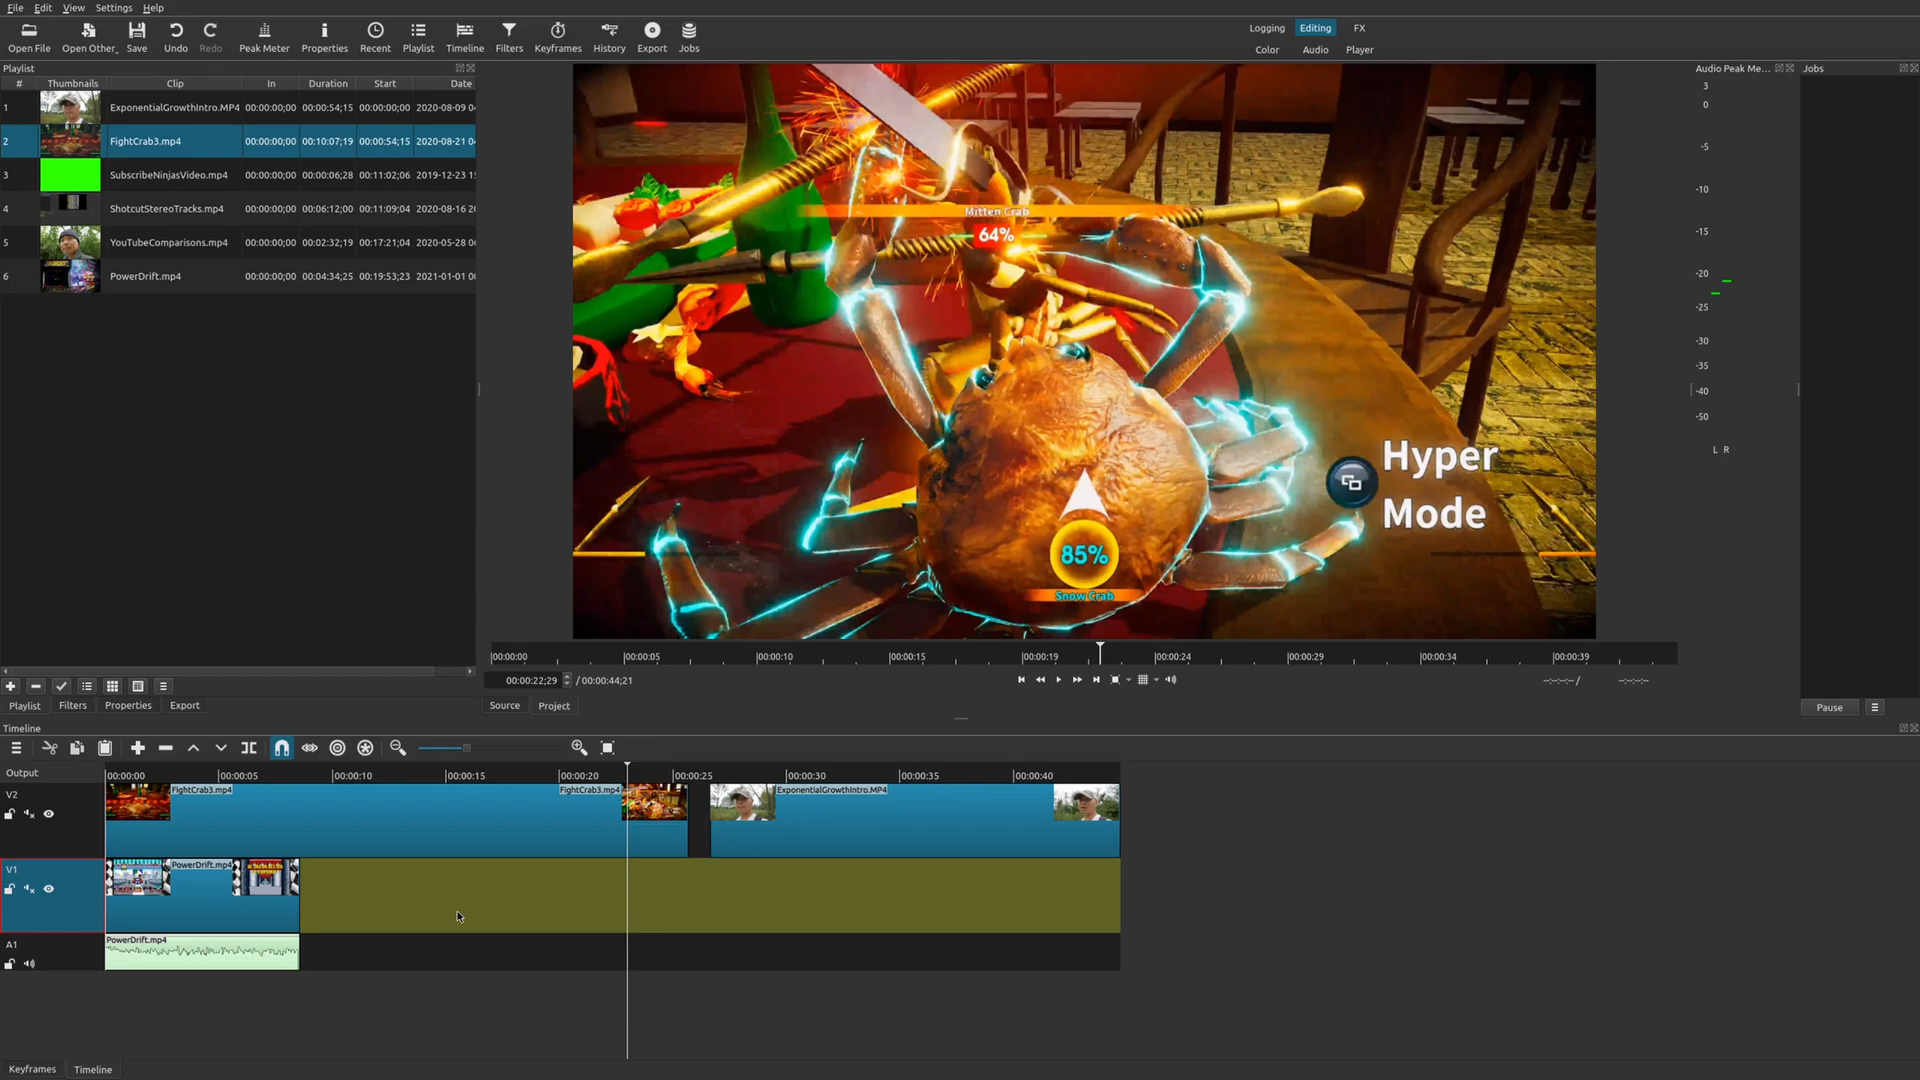 File Edit View Settings Help
Open File Open Other.. Save Undo Redo Peak Meter Properties Recent Playlist Timeline Filters Keyframes History Export Jobs
Logging Editing FX
Color Audio Player
Playlist
# Thumbnails Clip In Duration Start Date
1 ExponentialGrowthIntro.MP4 00:00:00;00 00:00:54;15 00:00:00;00 2020-08-09
2 FightCrab3.mp4 00:00:00;00 00:10:07;19 00:00:54;15 2020-08-21
3 SubscribeNinjasVideo.mp4 00:00:00;00 00:00:06;28 00:11:02;06 2019-12-23
4 ShotcutStereoTracks.mp4 00:00:00;00 00:06:12;00 00:11:09;04 2020-08-16
5 YouTubeComparisons.mp4 00:00:00;00 00:02:32;19 00:17:21;04 2020-05-28
6 PowerDrift.mp4 00:00:00;00 00:04:34;25 00:19:53;23 2021-01-01
Mitten Crab
64%
Hyper
Mode
85%
Snow Crab
Audio Peak Me...
3
0
-5
-10
-15
-20
-25
-30
-35
-40
-50
L R
Jobs
Pause
00:00:00 00:00:05 00:00:10 00:00:15 00:00:19 00:00:24 00:00:29 00:00:34 00:00:39
00:00:22;29 / 00:00:44;21 --:--:--;-- / --:--:--;--
Playlist Filters Properties Export
Source Project
Timeline
Output 00:00:00 00:00:05 00:00:10 00:00:15 00:00:20 00:00:25 00:00:30 00:00:35 00:00:40
V2 FightCrab3.mp4 FightCrab3.mp4 ExponentialGrowthIntro.MP4
V1 PowerDrift.mp4
A1 PowerDrift.mp4
Keyframes Timeline